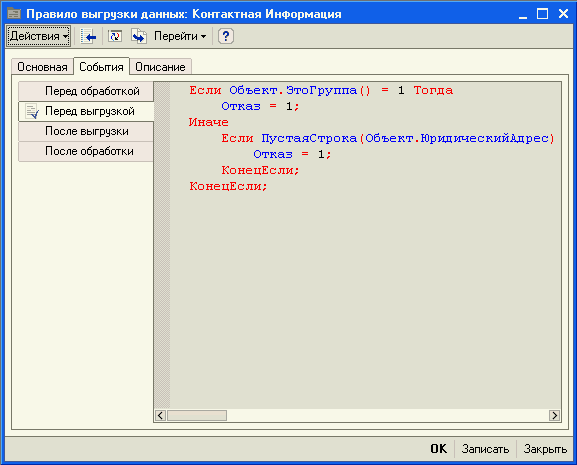 Правило выгрузки данных: Контактная Информация
Действия Перейти
Основная События Описание
Перед обработкой
Перед выгрузкой
После выгрузки
После обработки
Если Объект.ЭтоГруппа() = 1 Тогда
Отказ = 1;
Иначе
Если ПустаяСтрока(Объект.ЮридическийАдрес)
Отказ = 1;
КонецЕсли;
КонецЕсли;
OK Записать Закрыть